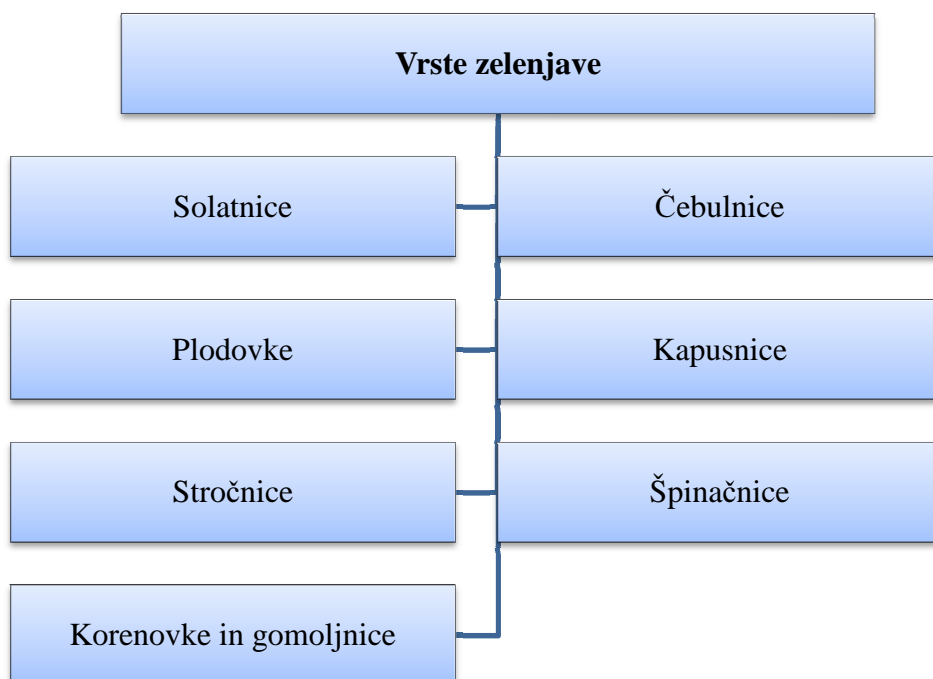 Vrste zelenjave
Solatnice
Čebulnice
Plodovke
Kapusnice
Stročnice
Špinačnice
Korenovke in gomoljnice